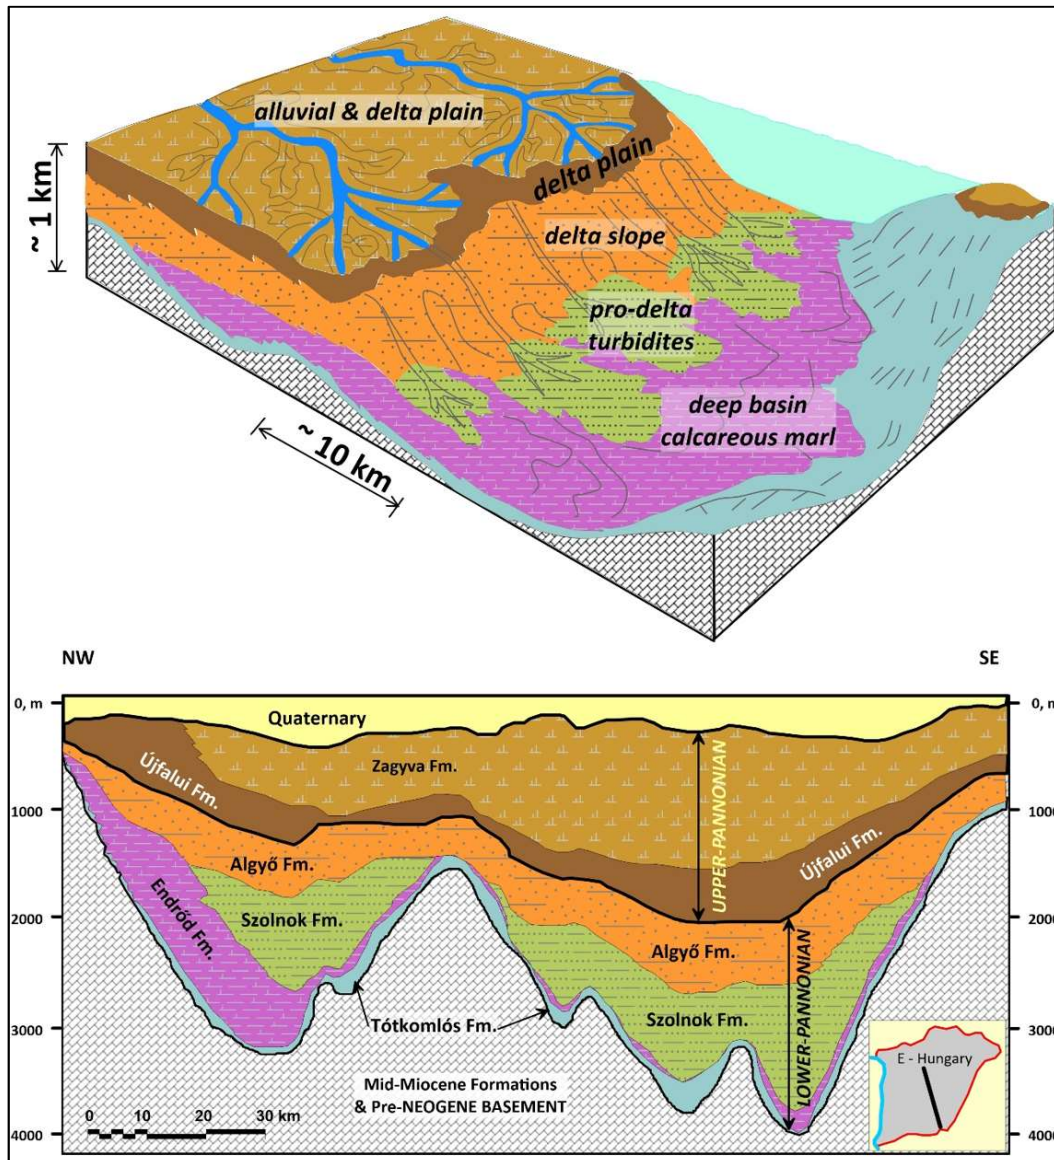 alluvial & delta plain
delta plain
~ 1 km
delta slope
pro-delta
turbidites
deep basin
calcareous marl
~ 10 km
NW
SE
0, m
0, m
Quaternary
Zagyva Fm.
Újfalui Fm.
1000
1000
UPPER-PANNONIAN
Újfalui Fm.
Algyő Fm.
Endrőd Fm.
Szolnok Fm.
2000
2000
Algyő Fm.
LOWER-PANNONIAN
Szolnok Fm.
Tótkomlós Fm.
3000
3000
E - Hungary
Mid-Miocene Formations
& Pre-NEOGENE BASEMENT
0 10 20 30 km
4000
4000